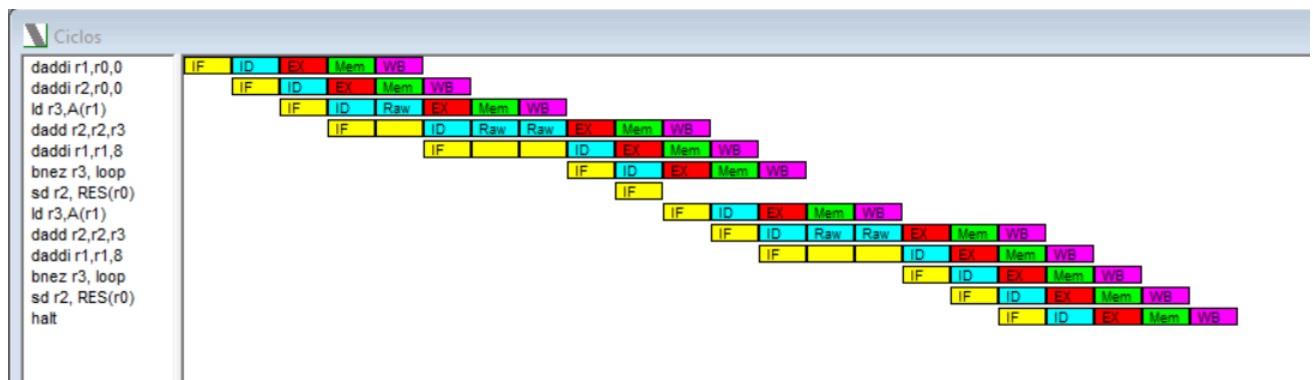 Ciclos
daddi r1,r0,0 IF ID EX Mem WB
daddi r2,r0,0 IF ID EX Mem WB
ld r3,A(r1) IF ID Raw EX Mem WB
dadd r2,r2,r3 IF ID Raw Raw EX Mem WB
daddi r1,r1,8 IF ID EX Mem WB
bnez r3, loop IF ID EX Mem WB
sd r2, RES(r0) IF
ld r3,A(r1) IF ID EX Mem WB
dadd r2,r2,r3 IF ID Raw Raw EX Mem WB
daddi r1,r1,8 IF ID EX Mem WB
bnez r3, loop IF ID EX Mem WB
sd r2, RES(r0) IF ID EX Mem WB
halt IF ID EX Mem WB